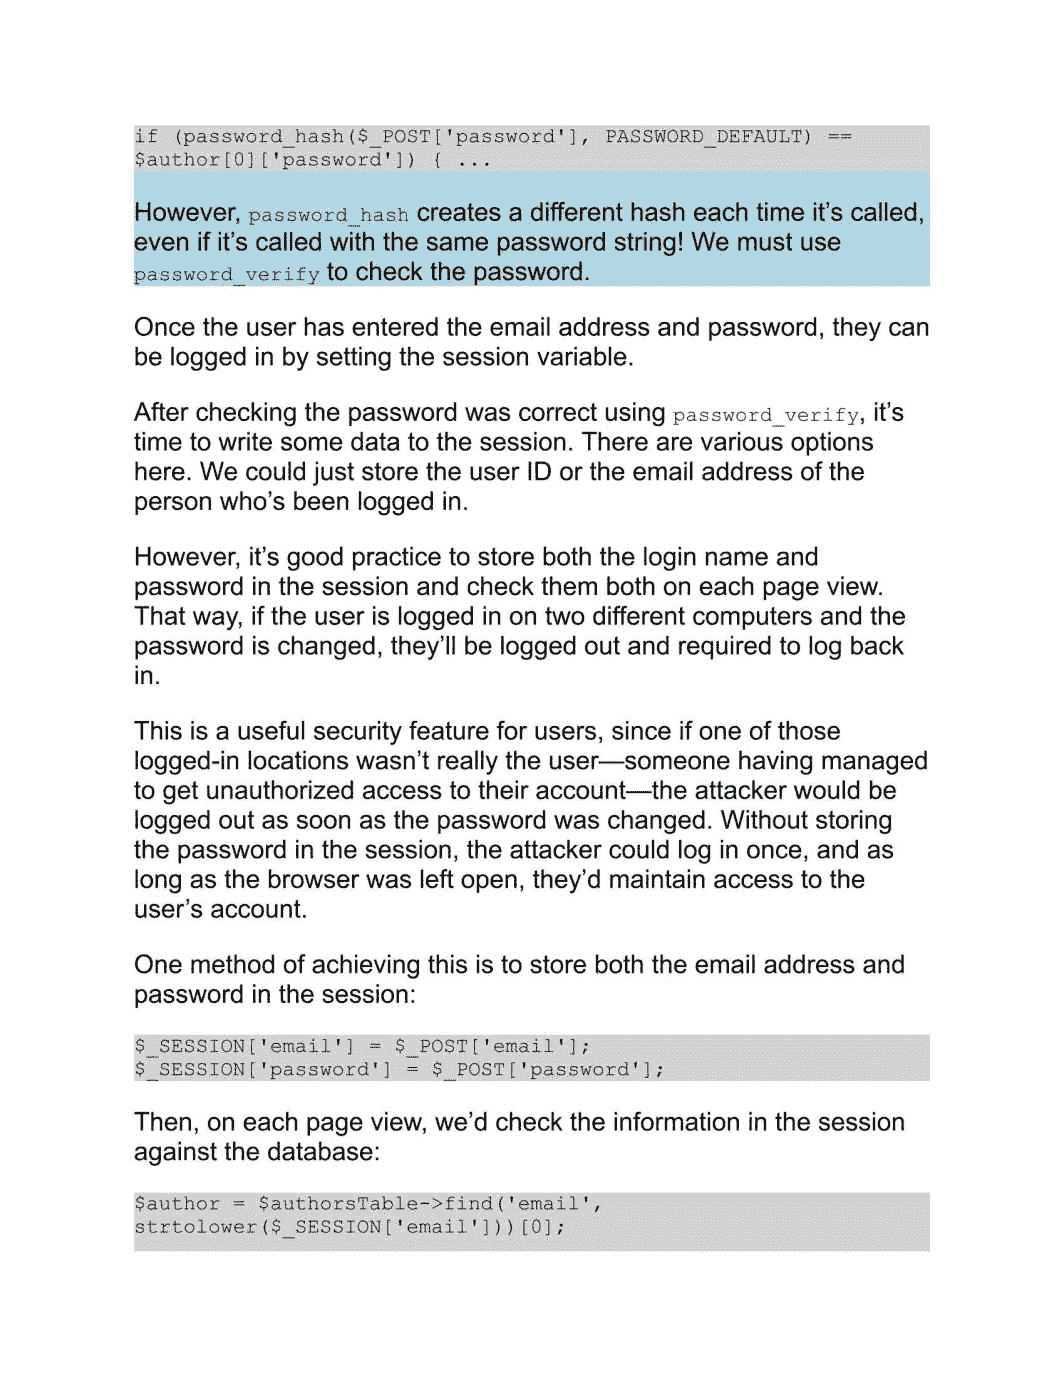 if (password_hash($_POST['password'], PASSWORD_DEFAULT) ==
$author[0]['password']) { ...
However, password_hash creates a different hash each time it’s called,
even if it’s called with the same password string! We must use
password_verify to check the password.
Once the user has entered the email address and password, they can
be logged in by setting the session variable.
After checking the password was correct using password_verify, it’s
time to write some data to the session. There are various options
here. We could just store the user ID or the email address of the
person who’s been logged in.
However, it’s good practice to store both the login name and
password in the session and check them both on each page view.
That way, if the user is logged in on two different computers and the
password is changed, they’ll be logged out and required to log back
in.
This is a useful security feature for users, since if one of those
logged-in locations wasn’t really the user—someone having managed
to get unauthorized access to their account—the attacker would be
logged out as soon as the password was changed. Without storing
the password in the session, the attacker could log in once, and as
long as the browser was left open, they’d maintain access to the
user’s account.
One method of achieving this is to store both the email address and
password in the session:
$_SESSION['email'] = $_POST['email'];
$_SESSION['password'] = $_POST['password'];
Then, on each page view, we’d check the information in the session
against the database:
$author = $authorsTable->find('email',
strtolower($_SESSION['email']))[0];